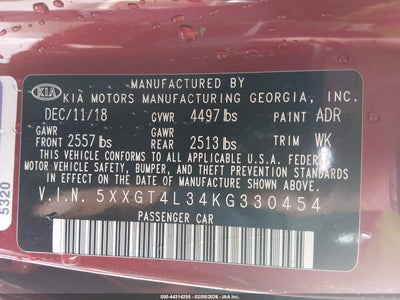 MANUFACTURED BY
KIA KIA MOTORS MANUFACTURING GEORGIA, INC.
DEC/11/18 GVWR 4497 lbs PAINT ADR
GAWR GAWR
FRONT 2557 lbs REAR 2513 lbs TRIM WK
THIS VEHICLE CONFORMS TO ALL APPLICABLE U.S.A. FEDERAL
MOTOR VEHICLE SAFETY, BUMPER, AND THEFT PREVENTION
STANDARDS IN EFFECT ON THE DATE OF MANUFACTURE SHOWN ABOVE.
V.I.N. 5XXGT4L34KG330454
PASSENGER CAR
5320
000-44314255 - 02/05/2026 - IAA, Inc.